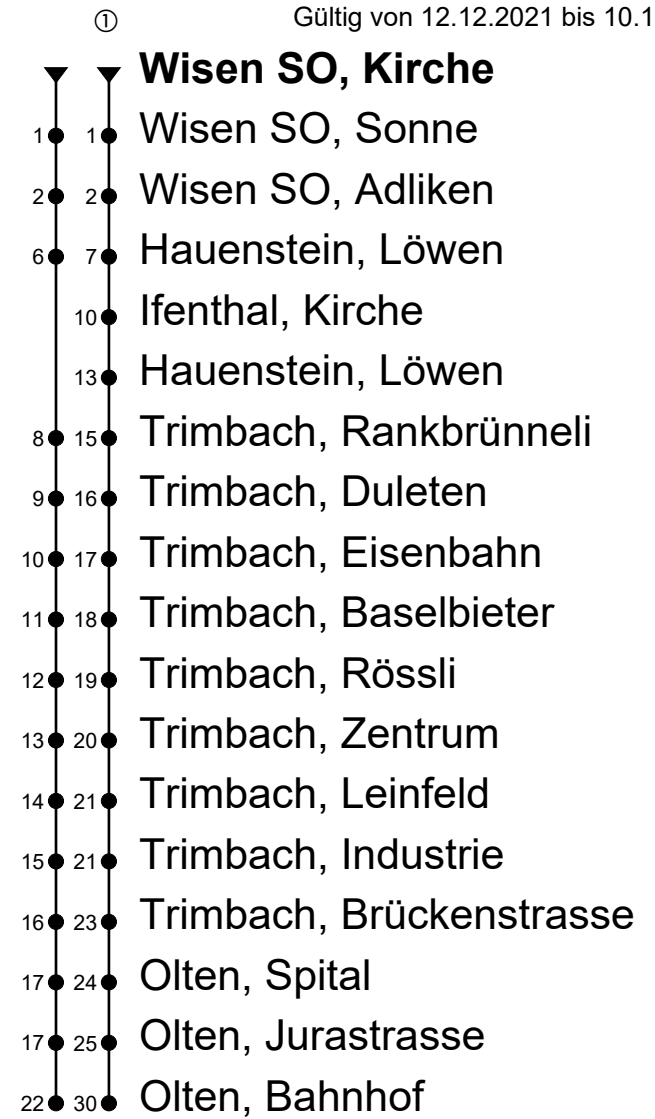 ① Gültig von 12.12.2021 bis 10.1
Wisen SO, Kirche
1 1 Wisen SO, Sonne
2 2 Wisen SO, Adliken
6 7 Hauenstein, Löwen
10 Ifenthal, Kirche
13 Hauenstein, Löwen
8 15 Trimbach, Rankbrünneli
9 16 Trimbach, Duleten
10 17 Trimbach, Eisenbahn
11 18 Trimbach, Baselbieter
12 19 Trimbach, Rössli
13 20 Trimbach, Zentrum
14 21 Trimbach, Leinfeld
15 21 Trimbach, Industrie
16 23 Trimbach, Brückenstrasse
17 24 Olten, Spital
17 25 Olten, Jurastrasse
22 30 Olten, Bahnhof